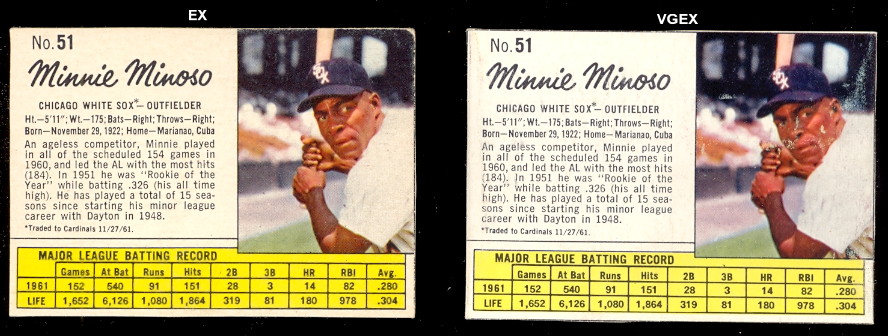 EX
No. 51
Minnie Minoso
CHICAGO WHITE SOX*— OUTFIELDER
Ht.—5'11"; Wt.—175; Bats—Right; Throws—Right;
Born—November 29, 1922; Home—Marianao, Cuba
An ageless competitor, Minnie played
in all of the scheduled 154 games in
1960, and led the AL with the most hits
(184). In 1951 he was "Rookie of the
Year" while batting .326 (his all time
high). He has played a total of 15 sea-
sons since starting his minor league
career with Dayton in 1948.
*Traded to Cardinals 11/27/61.
SOX
MAJOR LEAGUE BATTING RECORD
Games At Bat Runs Hits 2B 3B HR RBI Avg.
1961 152 540 91 151 28 3 14 82 .280
LIFE 1,652 6,126 1,080 1,864 319 81 180 978 .304
VGEX
No. 51
Minnie Minoso
CHICAGO WHITE SOX*— OUTFIELDER
Ht.—5'11"; Wt.—175; Bats—Right; Throws—Right;
Born—November 29, 1922; Home—Marianao, Cuba
An ageless competitor, Minnie played
in all of the scheduled 154 games in
1960, and led the AL with the most hits
(184). In 1951 he was "Rookie of the
Year" while batting .326 (his all time
high). He has played a total of 15 sea-
sons since starting his minor league
career with Dayton in 1948.
*Traded to Cardinals 11/27/61.
SOX
MAJOR LEAGUE BATTING RECORD
Games At Bat Runs Hits 2B 3B HR RBI Avg.
1961 152 540 91 151 28 3 14 82 .280
LIFE 1,652 6,126 1,080 1,864 319 81 180 978 .304